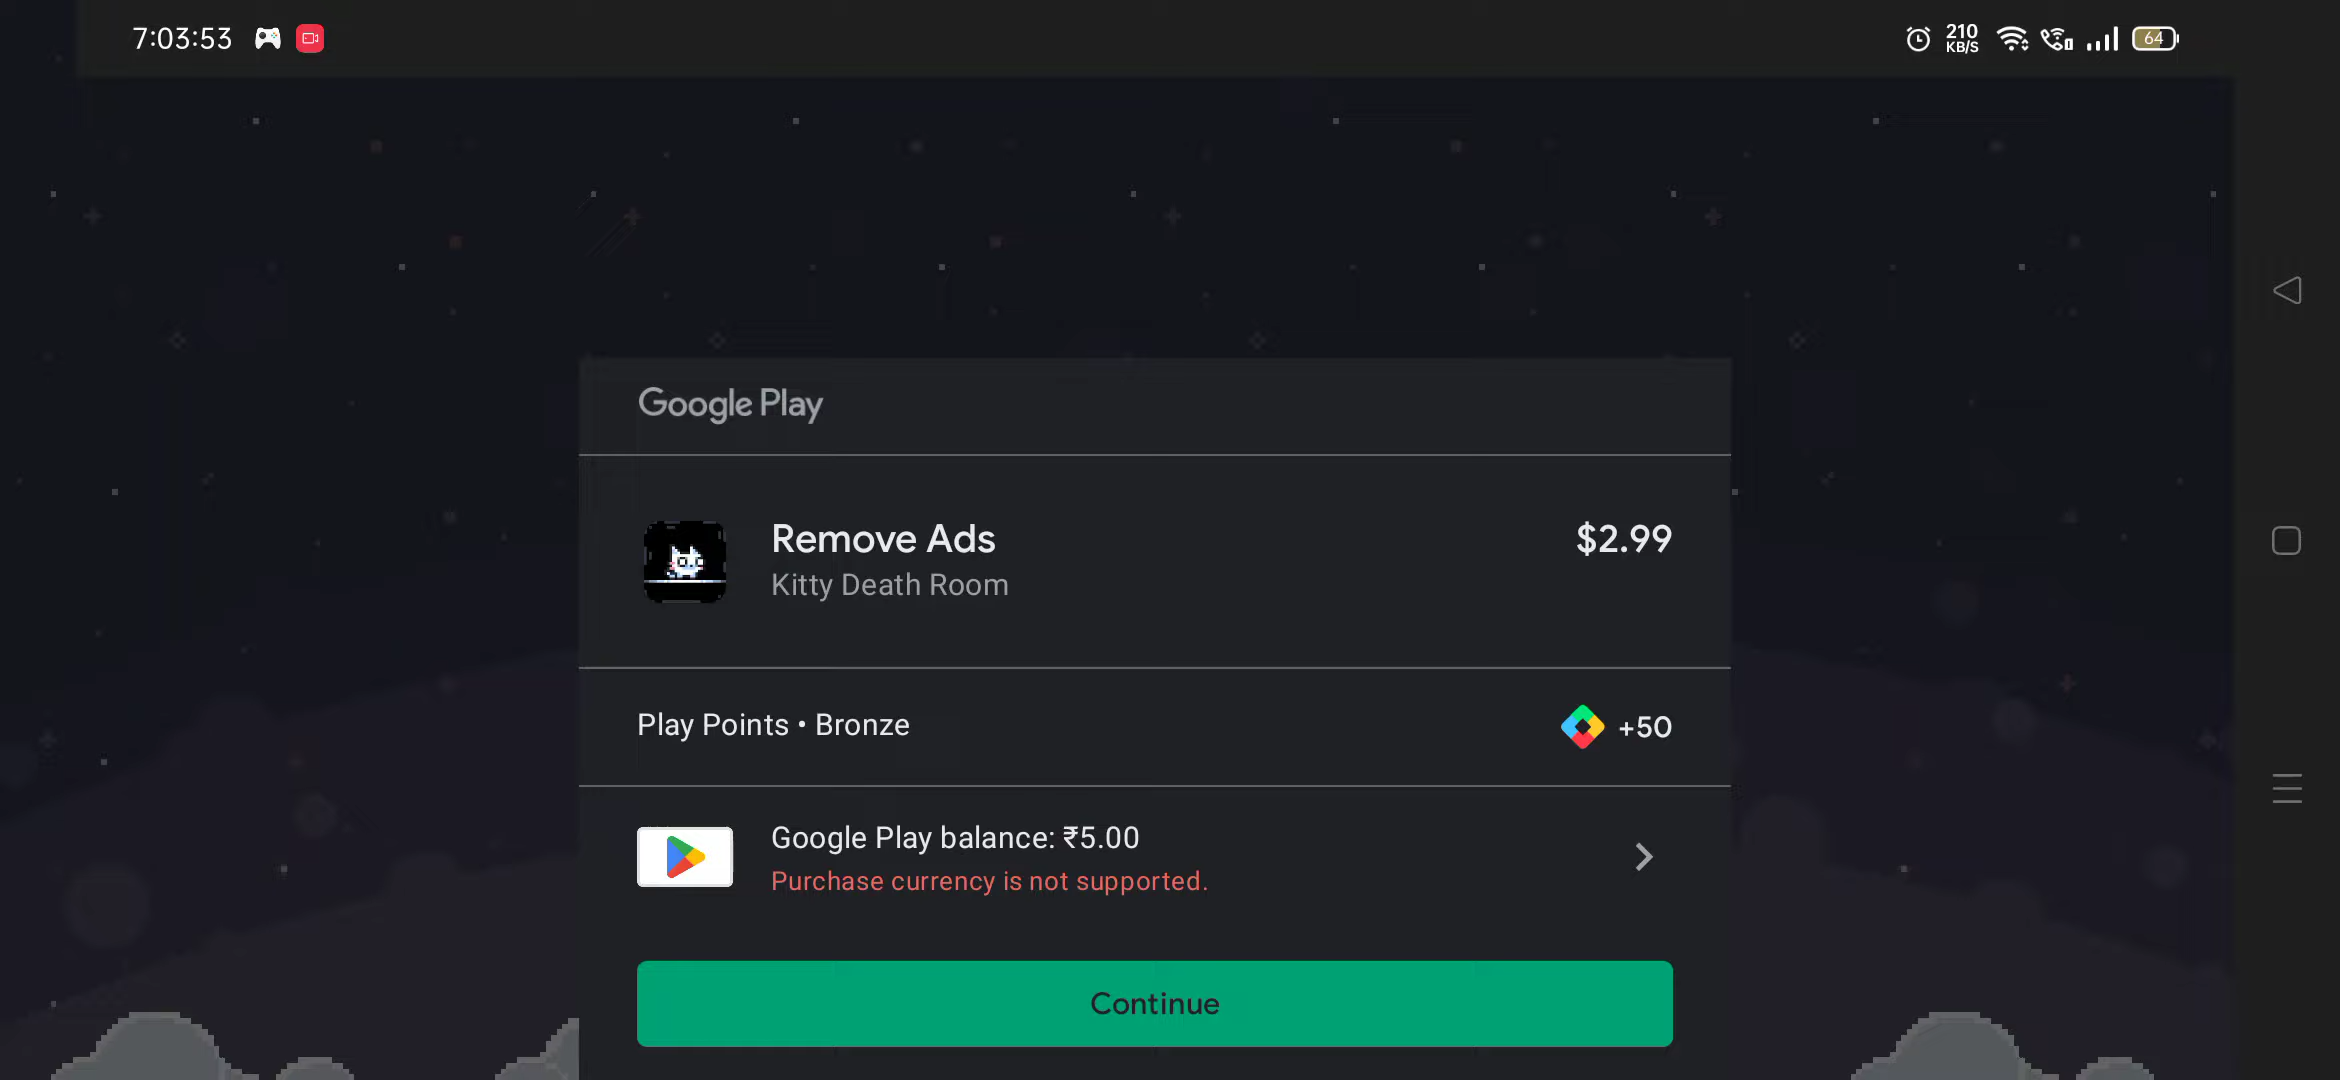 7:03:53
210
KB/S
64
Google Play
Remove Ads
$2.99
Kitty Death Room
Play Points • Bronze
+50
Google Play balance: ₹5.00
Purchase currency is not supported.
Continue